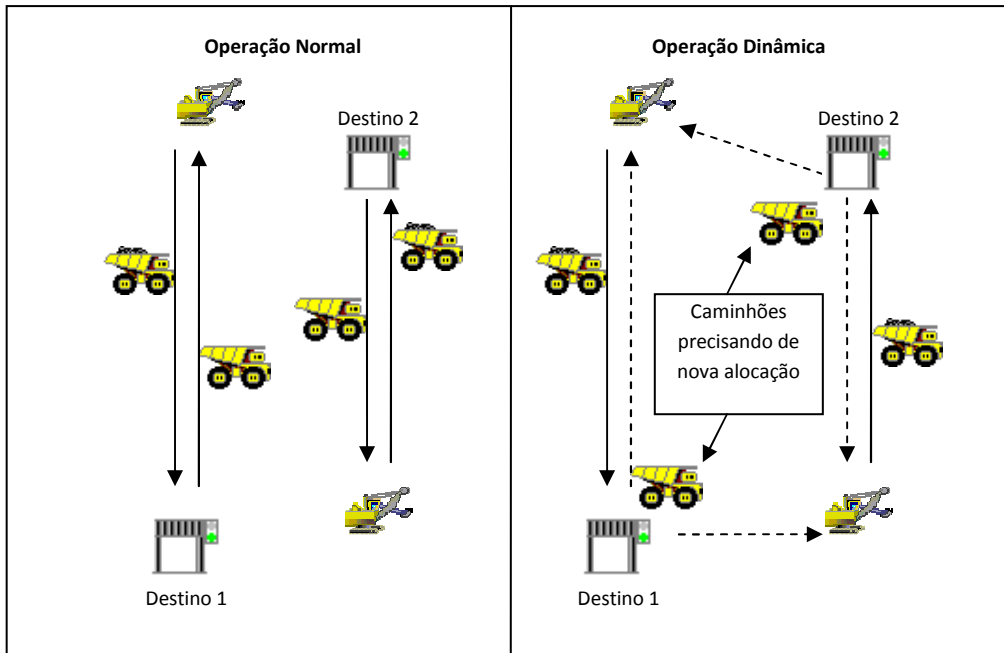 Operação Normal
Destino 2
Destino 1
Operação Dinâmica
Destino 2
Caminhões
precisando de
nova alocação
Destino 1